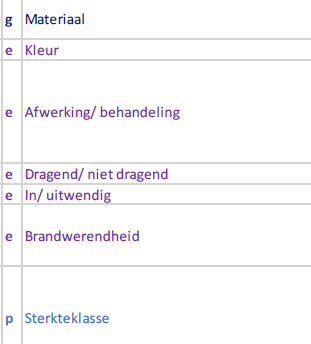 g Materiaal
e Kleur
e Afwerking/ behandeling
e Dragend/ niet dragend
e In/ uitwendig
e Brandwerendheid
p Sterkteklasse